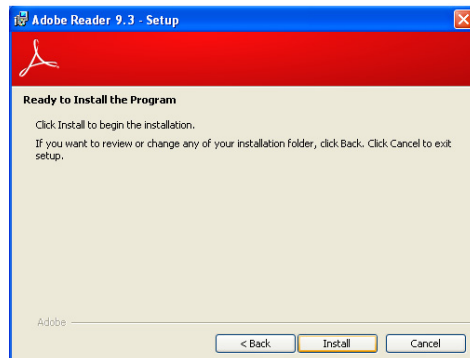 Adobe Reader 9.3 - Setup
Ready to Install the Program
Click Install to begin the installation.
If you want to review or change any of your installation folder, click Back. Click Cancel to exit
setup.
Adobe
< Back Install Cancel